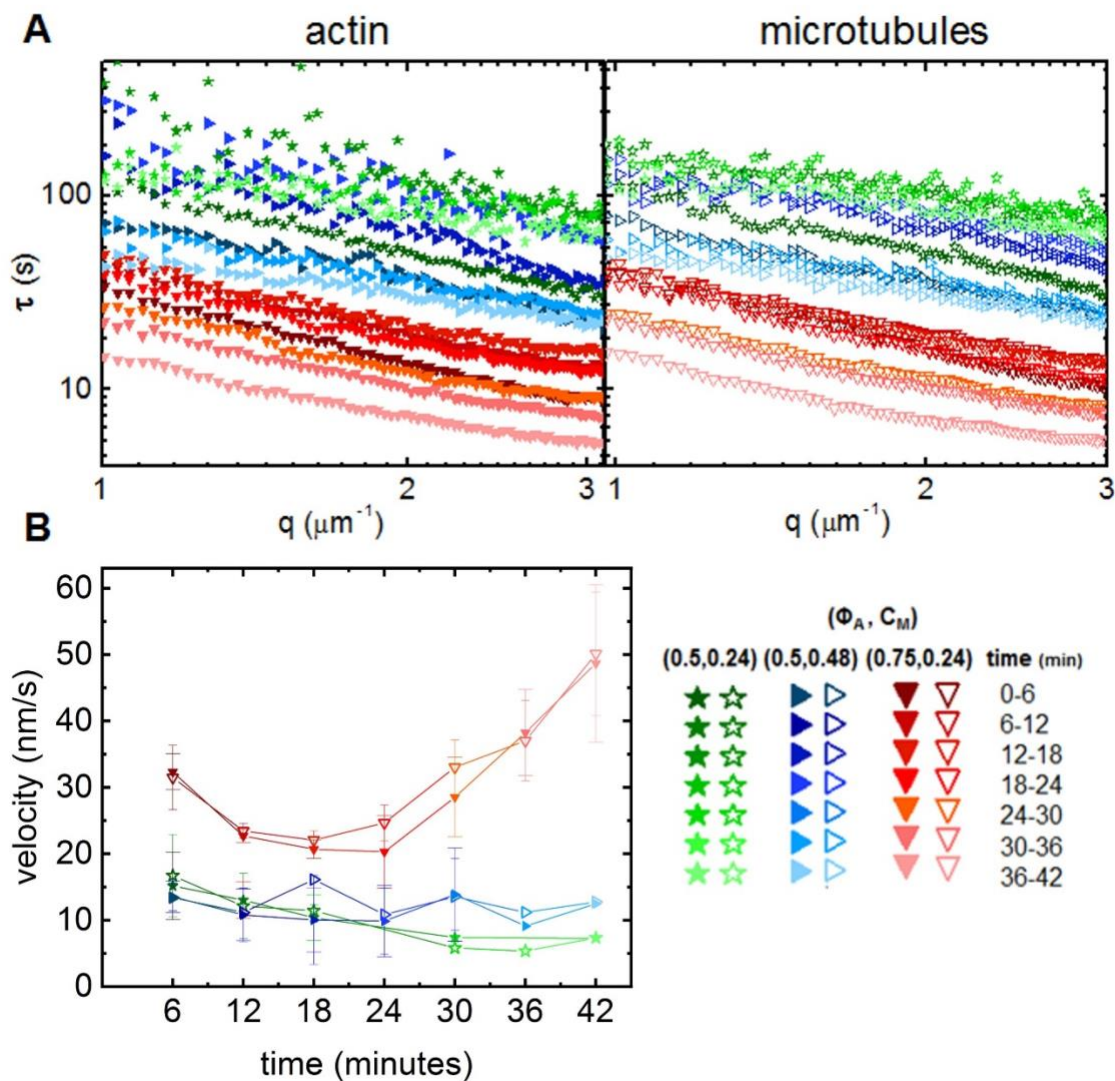 A
actin
microtubules
τ (s)
100
10
1
2
3
1
2
3
q (μm⁻¹)
q (μm⁻¹)
B
velocity (nm/s)
60
50
40
30
20
10
0
6
12
18
24
30
36
42
time (minutes)
(Φ_A, C_M)
(0.5,0.24) (0.5,0.48) (0.75,0.24) time (min)
0-6
6-12
12-18
18-24
24-30
30-36
36-42